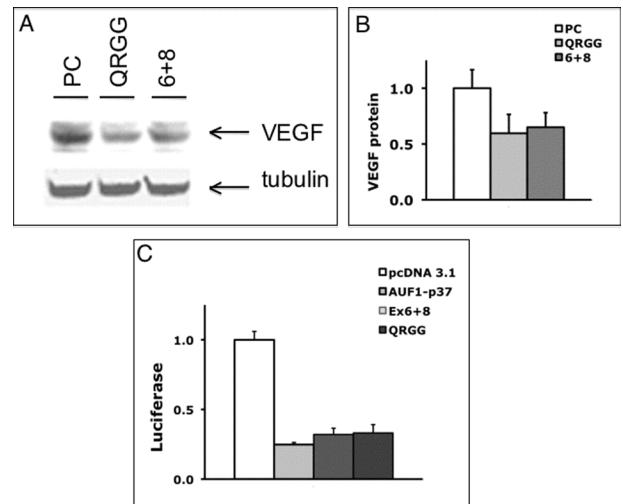 A
PC
QRGG
6+8
VEGF
tubulin
B
PC
QRGG
6+8
VEGF protein
1.0
0.5
0.0
C
pcDNA 3.1
AUF1-p37
Ex6+8
QRGG
Luciferase
1.0
0.5
0.0